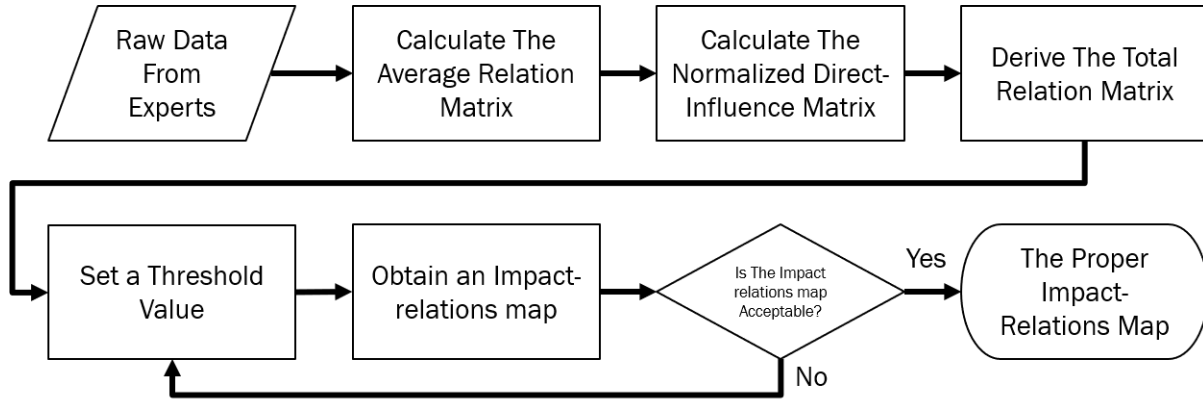 Raw Data
From
Experts
Calculate The
Average Relation
Matrix
Calculate The
Normalized Direct-
Influence Matrix
Derive The Total
Relation Matrix
Set a Threshold
Value
Obtain an Impact-
relations map
Is The Impact
relations map
Acceptable?
Yes
No
The Proper
Impact-
Relations Map